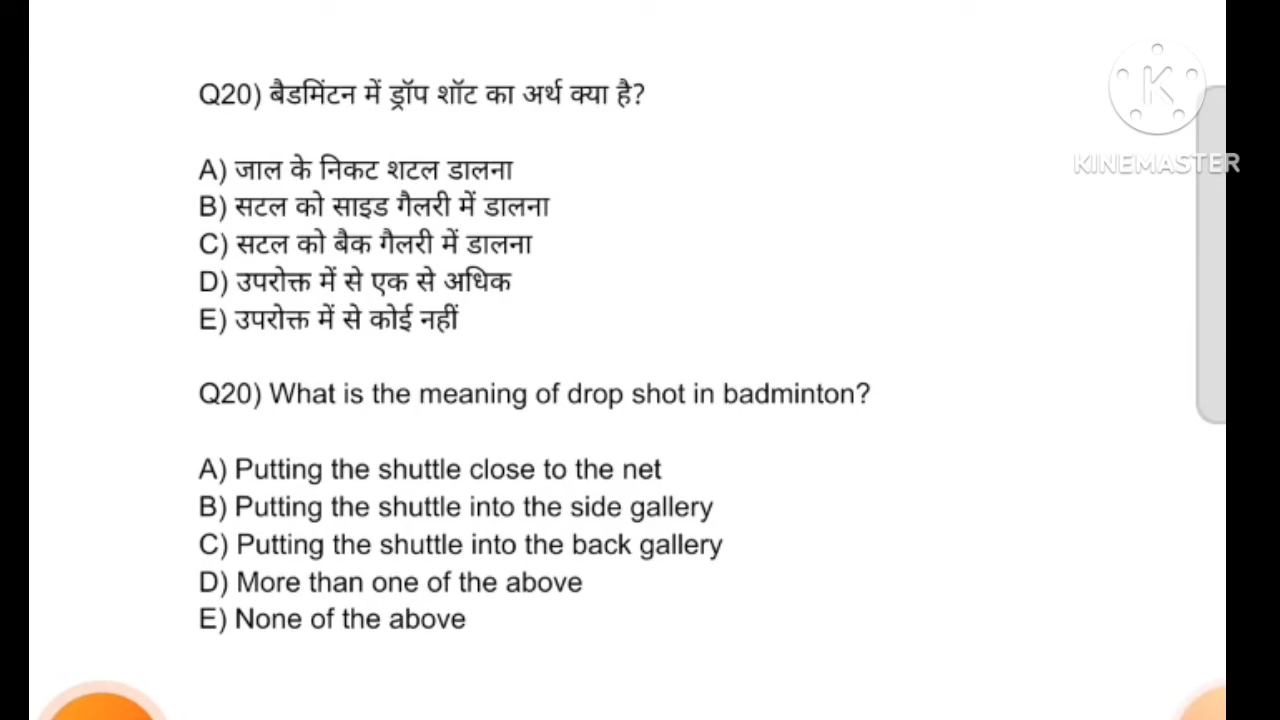 Q20) बैडमिंटन में ड्रॉप शॉट का अर्थ क्या है?
A) जाल के निकट शटल डालना
B) सटल को साइड गैलरी में डालना
C) सटल को बैक गैलरी में डालना
D) उपरोक्त में से एक से अधिक
E) उपरोक्त में से कोई नहीं
Q20) What is the meaning of drop shot in badminton?
A) Putting the shuttle close to the net
B) Putting the shuttle into the side gallery
C) Putting the shuttle into the back gallery
D) More than one of the above
E) None of the above
K
KINEMASTER